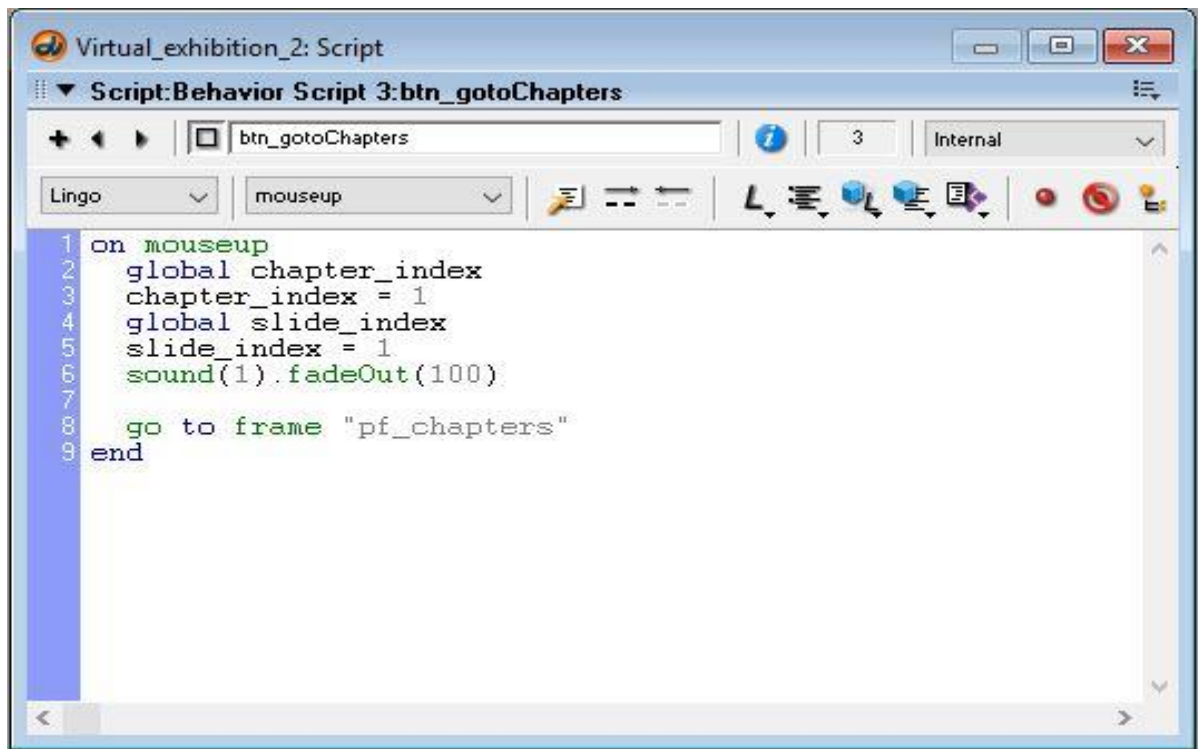 Virtual_exhibition_2: Script
Script:Behavior Script 3:btn_gotoChapters
btn_gotoChapters 3 Internal
Lingo mouseup L L
1 on mouseup
2 global chapter_index
3 chapter_index = 1
4 global slide_index
5 slide_index = 1
6 sound(1).fadeOut(100)
7
8 go to frame "pf_chapters"
9 end